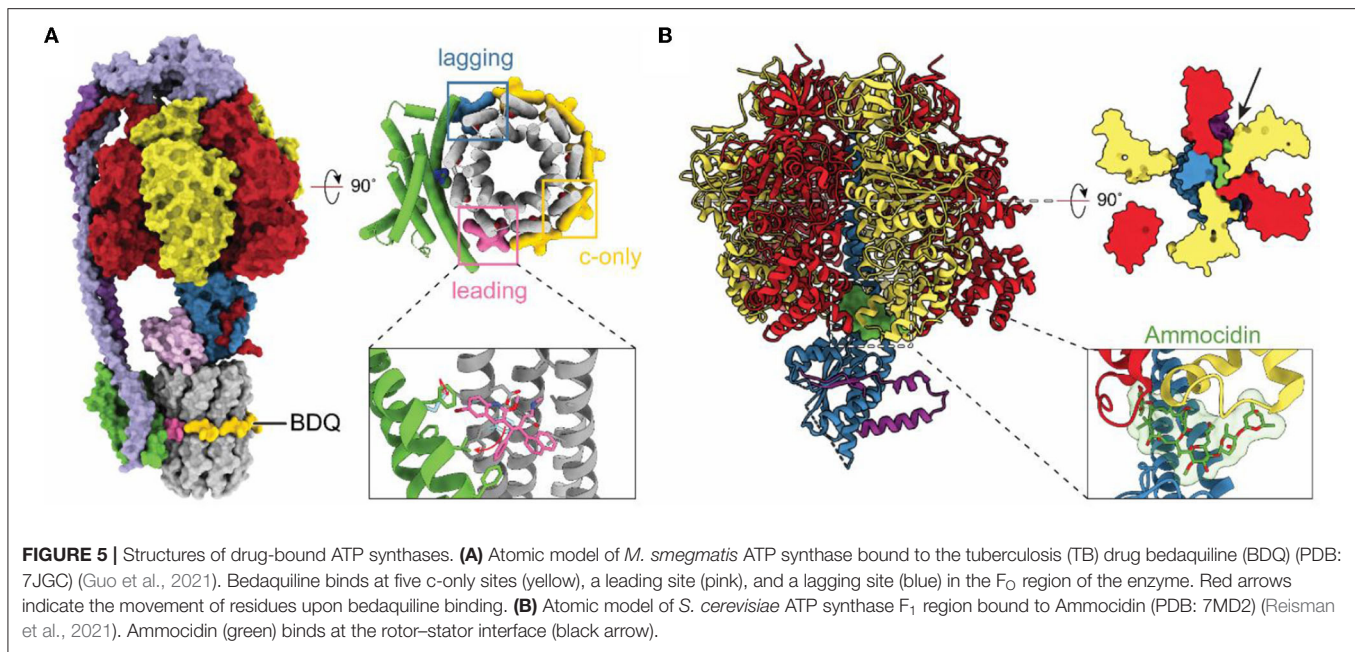 A
lagging
90°
c-only
leading
BDQ
B
90°
Ammocidin
FIGURE 5 | Structures of drug-bound ATP synthases. (A) Atomic model of M. smegmatis ATP synthase bound to the tuberculosis (TB) drug bedaquiline (BDQ) (PDB:
7JGC) (Guo et al., 2021). Bedaquiline binds at five c-only sites (yellow), a leading site (pink), and a lagging site (blue) in the FO region of the enzyme. Red arrows
indicate the movement of residues upon bedaquiline binding. (B) Atomic model of S. cerevisiae ATP synthase F1 region bound to Ammocidin (PDB: 7MD2) (Reisman
et al., 2021). Ammocidin (green) binds at the rotor–stator interface (black arrow).